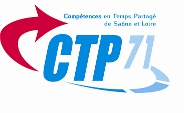 Compétences en Temps Partagé
de Saône et Loire
CTP 71